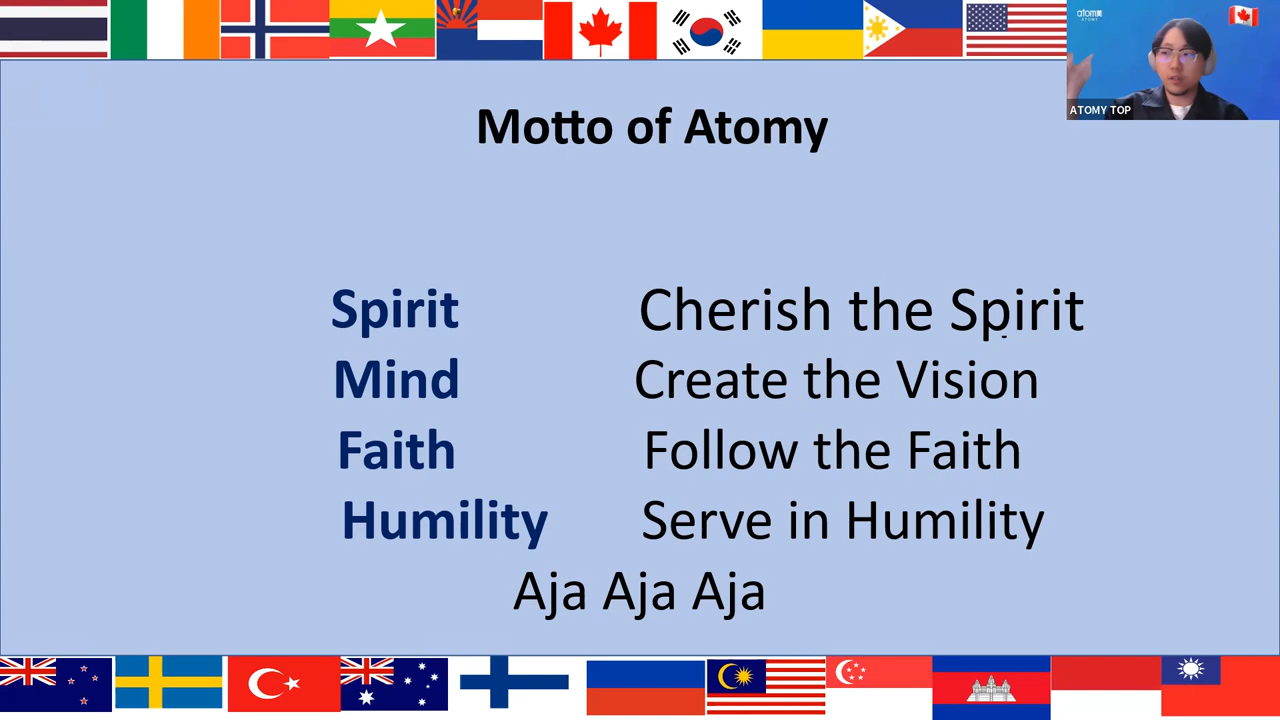 Motto of Atomy
Spirit Cherish the Spirit
Mind Create the Vision
Faith Follow the Faith
Humility Serve in Humility
Aja Aja Aja
ATOMY TOP